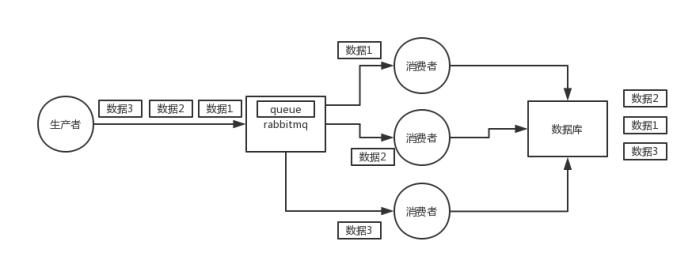 数据1
消费者
数据3
数据2
数据1
queue
rabbitmq
生产者
数据2
消费者
数据库
数据2
数据1
数据3
消费者
数据3